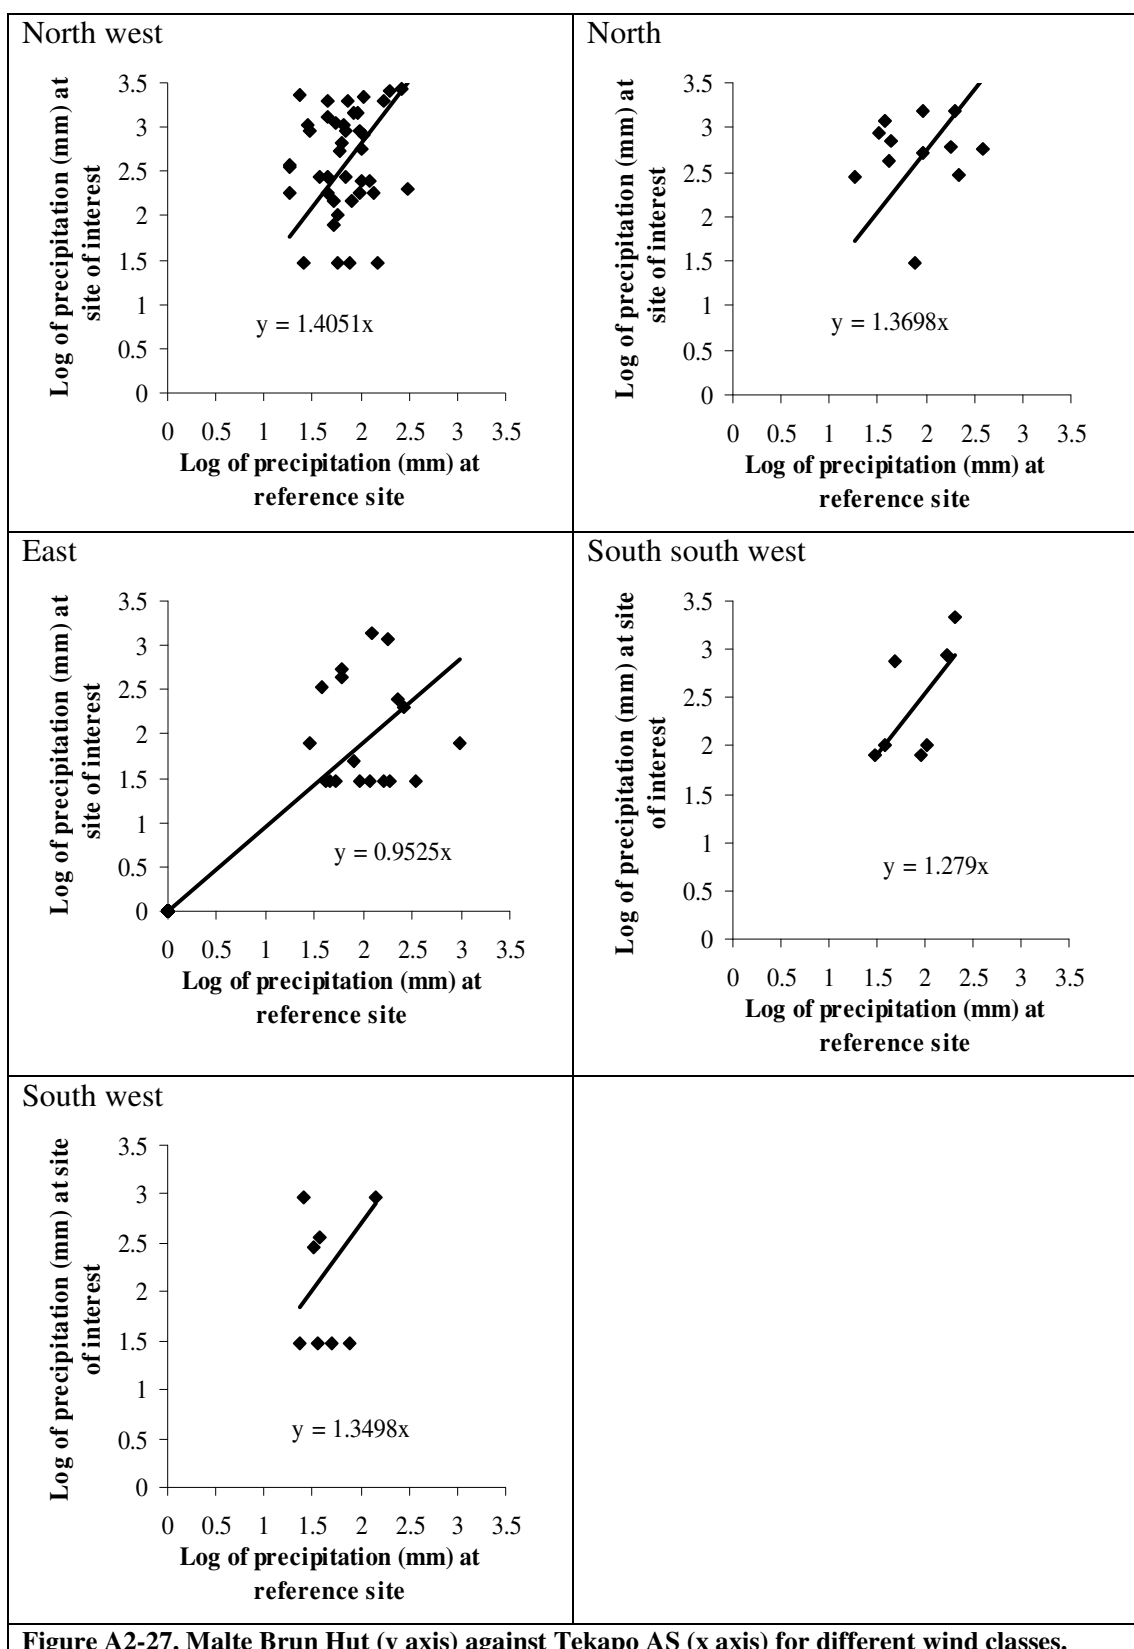 North west
Log of precipitation (mm) at
site of interest
3.5
3
2.5
2
1.5
1
0.5
0
y = 1.4051x
0 0.5 1 1.5 2 2.5 3 3.5
Log of precipitation (mm) at
reference site
North
Log of precipitation (mm) at
site of interest
3.5
3
2.5
2
1.5
1
0.5
0
y = 1.3698x
0 0.5 1 1.5 2 2.5 3 3.5
Log of precipitation (mm) at
reference site
East
Log of precipitation (mm) at
site of interest
3.5
3
2.5
2
1.5
1
0.5
0
y = 0.9525x
0 0.5 1 1.5 2 2.5 3 3.5
Log of precipitation (mm) at
reference site
South south west
Log of precipitation (mm) at site
of interest
3.5
3
2.5
2
1.5
1
0.5
0
y = 1.279x
0 0.5 1 1.5 2 2.5 3 3.5
Log of precipitation (mm) at
reference site
South west
Log of precipitation (mm) at site
of interest
3.5
3
2.5
2
1.5
1
0.5
0
y = 1.3498x
0 0.5 1 1.5 2 2.5 3 3.5
Log of precipitation (mm) at
reference site
Figure A2-27. Malte Brun Hut (y axis) against Tekapo AS (x axis) for different wind classes.